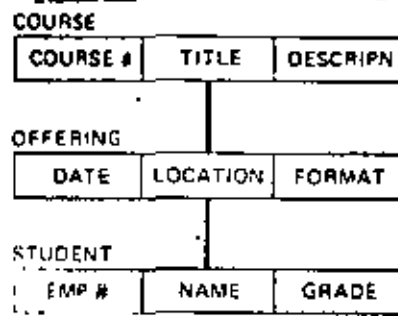 COURSE
COURSE # TITLE DESCRIPN
OFFERING
DATE LOCATION FORMAT
STUDENT
EMP # NAME GRADE